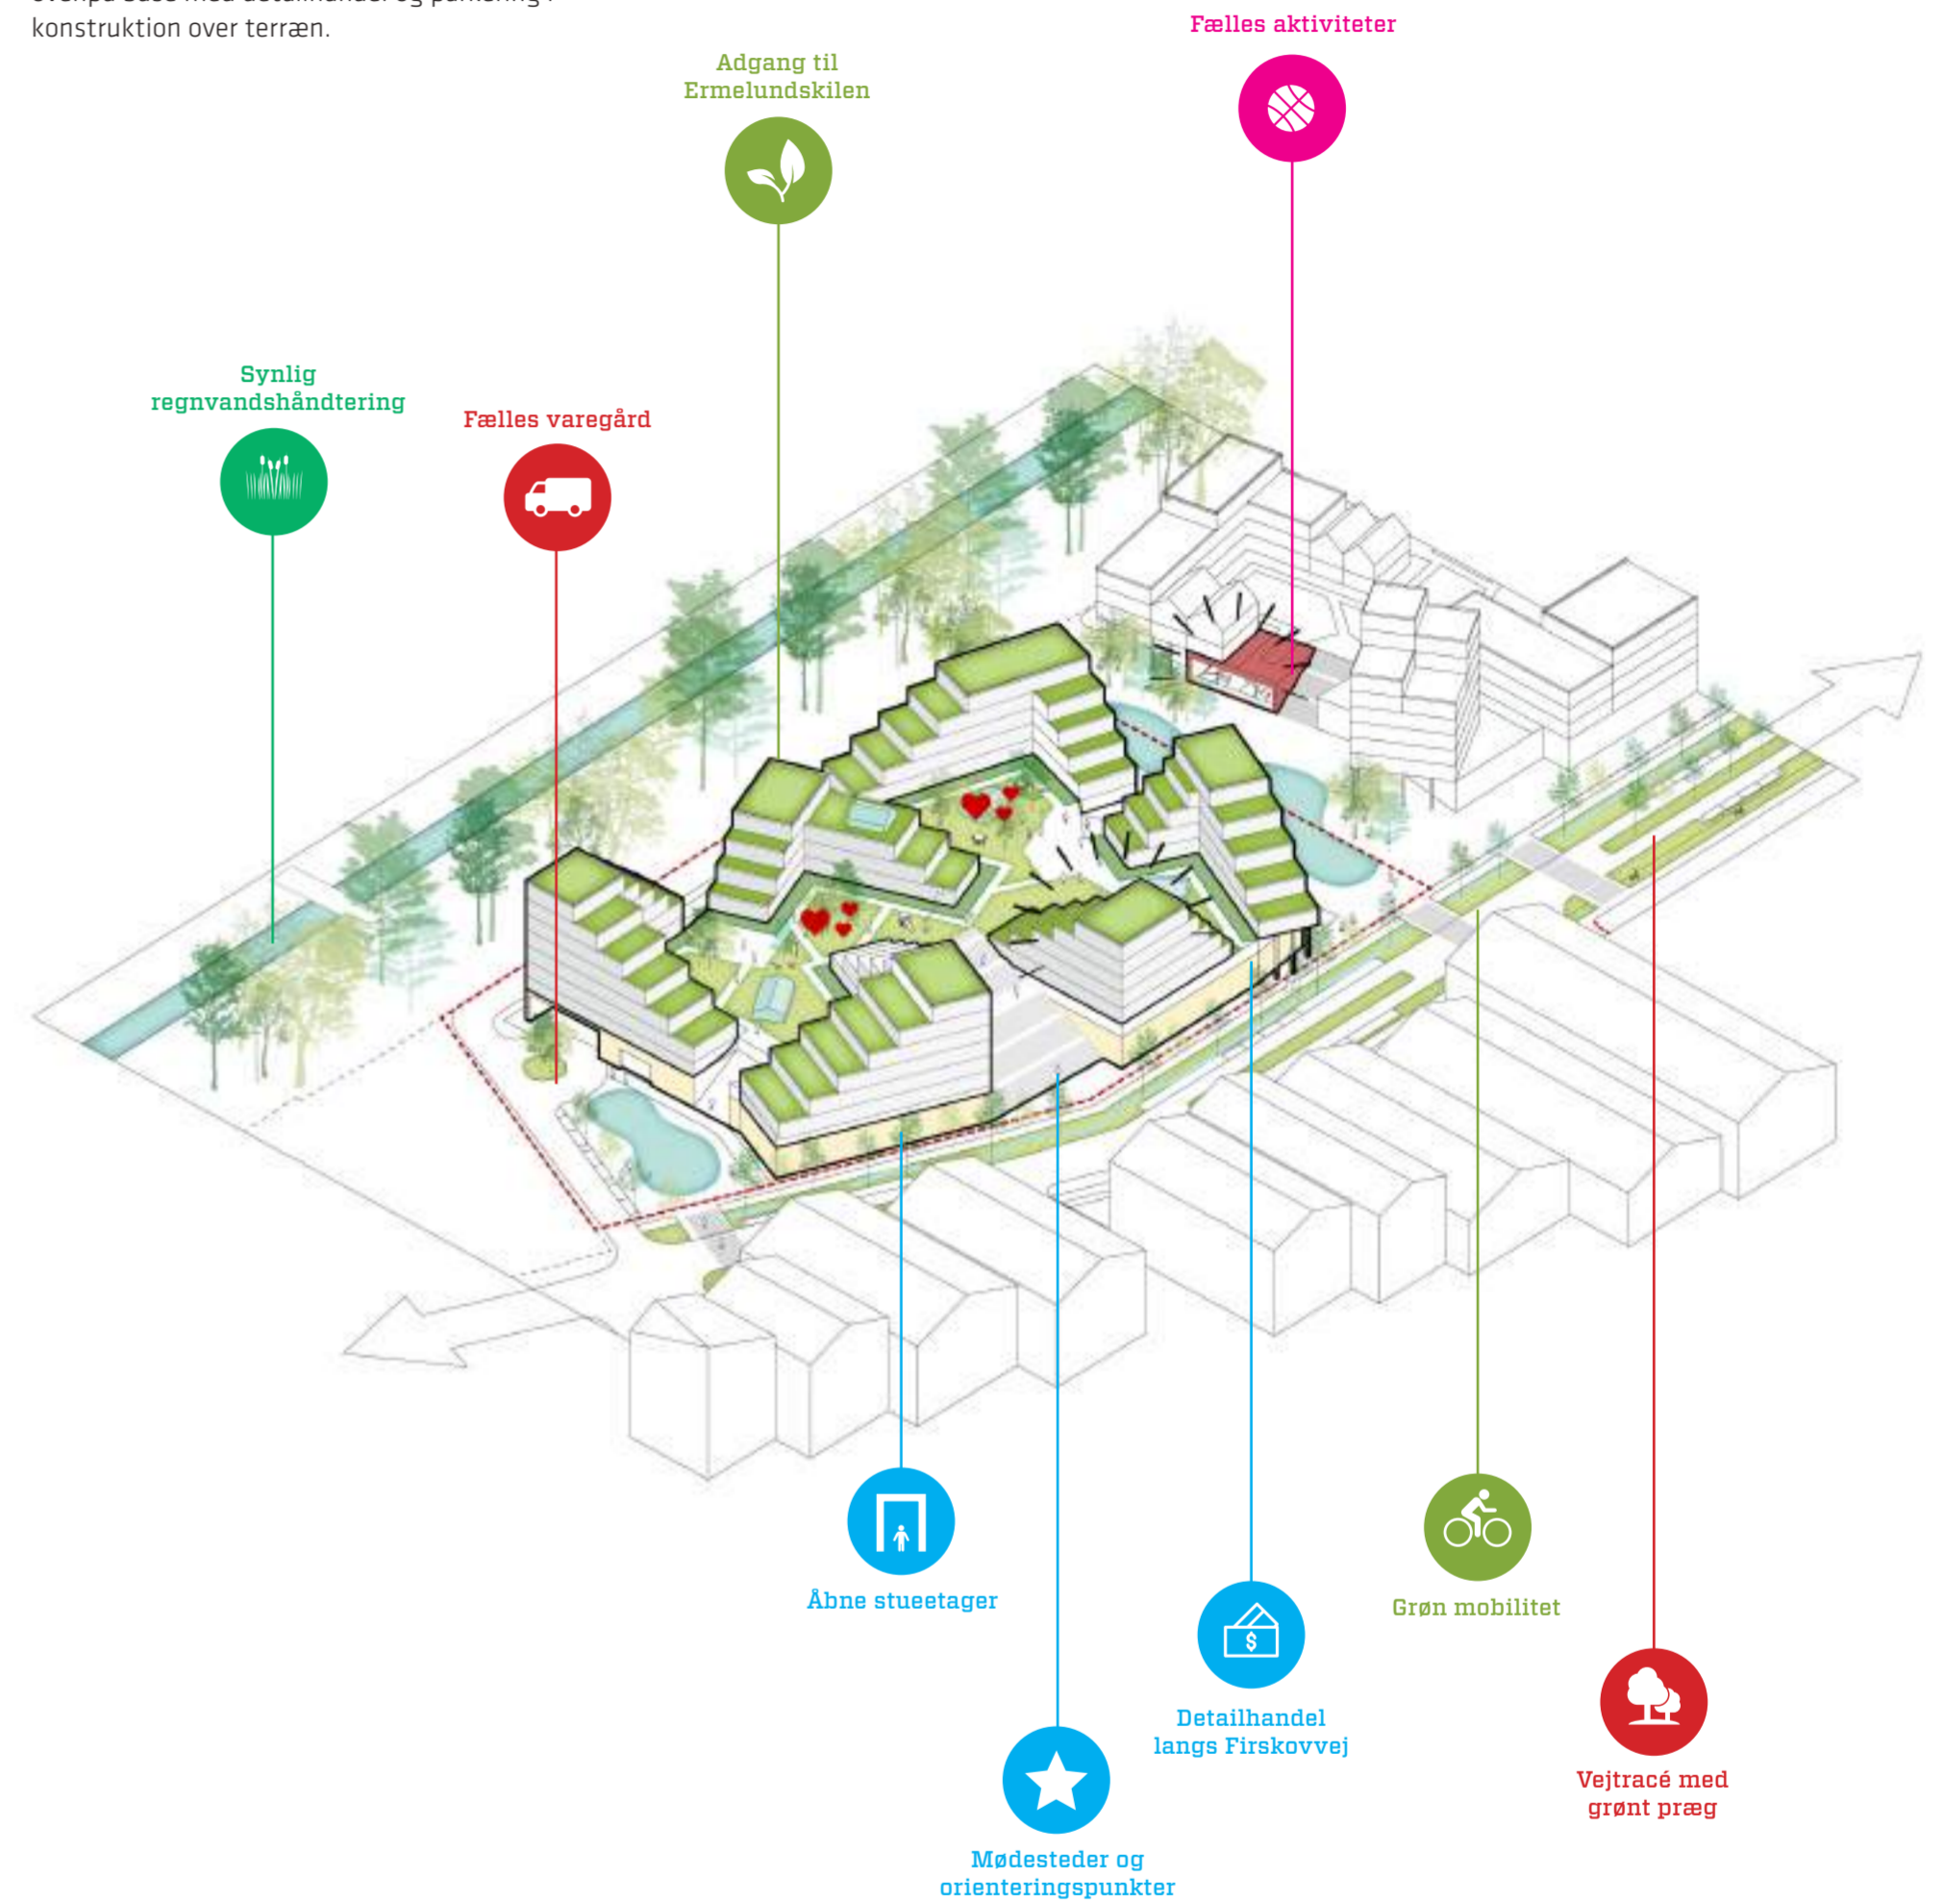 konstruktion over terræn.
Fælles aktiviteter
Adgang til
Ermelundskilen
Synlig
regnvandshåndtering
Fælles varegård
Åbne stueetager
Grøn mobilitet
$
Detailhandel
langs Firskovvej
Vejtracé med
grønt præg
Mødesteder og
orienteringspunkter